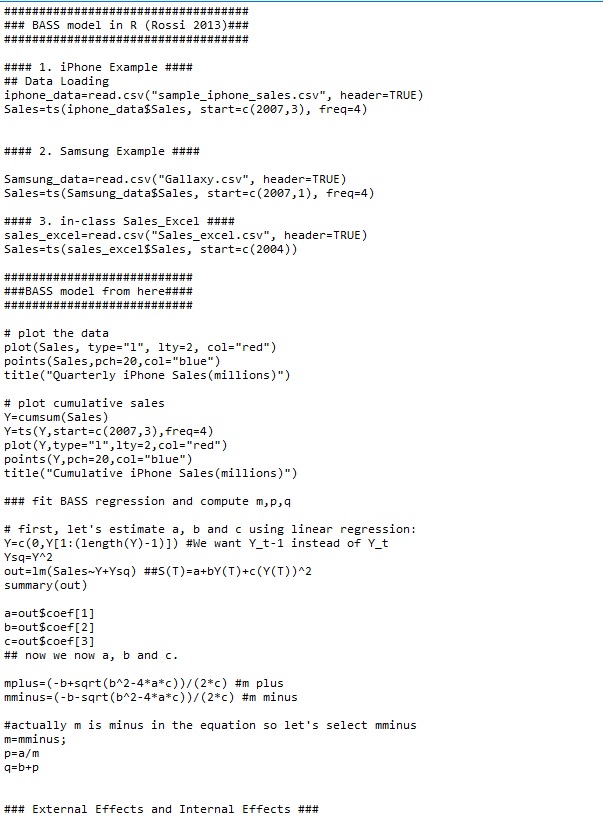 ###################################
### BASS model in R (Rossi 2013)###
###################################
#### 1. iPhone Example ####
## Data Loading
iphone_data=read.csv("sample_iphone_sales.csv", header=TRUE)
Sales=ts(iphone_data$Sales, start=c(2007,3), freq=4)
#### 2. Samsung Example ####
Samsung_data=read.csv("Gallaxy.csv", header=TRUE)
Sales=ts(Samsung_data$Sales, start=c(2007,1), freq=4)
#### 3. in-class Sales_Excel ####
sales_excel=read.csv("Sales_excel.csv", header=TRUE)
Sales=ts(sales_excel$Sales, start=c(2004))
###########################
###BASS model from here####
###########################
# plot the data
plot(Sales, type="l", lty=2, col="red")
points(Sales,pch=20,col="blue")
title("Quarterly iPhone Sales(millions)")
# plot cumulative sales
Y=cumsum(Sales)
Y=ts(Y,start=c(2007,3),freq=4)
plot(Y,type="l",lty=2,col="red")
points(Y,pch=20,col="blue")
title("Cumulative iPhone Sales(millions)")
### fit BASS regression and compute m,p,q
# first, let's estimate a, b and c using linear regression:
Y=c(0,Y[1:(length(Y)-1)]) #We want Y_t-1 instead of Y_t
Ysq=Y^2
out=lm(Sales~Y+Ysq) ##S(T)=a+bY(T)+c(Y(T))^2
summary(out)
a=out$coef[1]
b=out$coef[2]
c=out$coef[3]
## now we now a, b and c.
mplus=(-b+sqrt(b^2-4*a*c))/(2*c) #m plus
mminus=(-b-sqrt(b^2-4*a*c))/(2*c) #m minus
#actually m is minus in the equation so let's select mminus
m=mminus;
p=a/m
q=b+p
### External Effects and Internal Effects ###